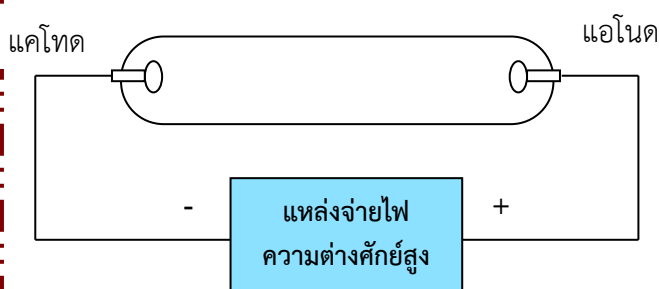 แคโทด
แอโนด
-
+
แหล่งจ่ายไฟ
ความต่างศักย์สูง